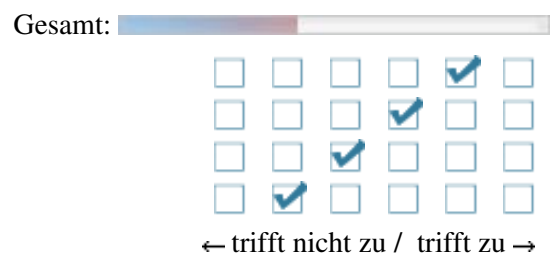 Gesamt:
← trifft nicht zu / trifft zu →